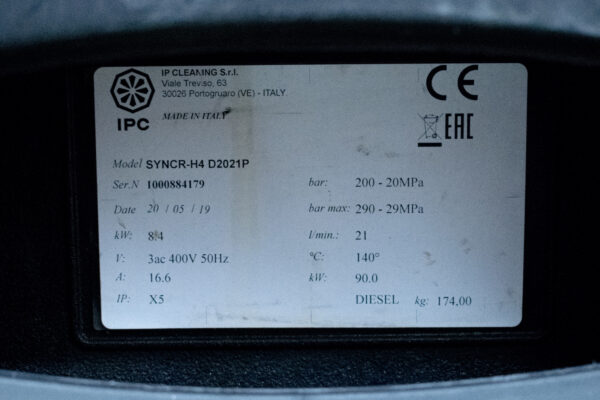 IP CLEANING S.r.l.
Viale Treviso, 63
30026 Portogruaro (VE) - ITALY
IPC
MADE IN ITALY
CE
EAC
Model SYNCR-H4 D2021P
Ser.N 1000884179
Date 20 / 05 / 19
kW: 8.4
V: 3ac 400V 50Hz
A: 16.6
IP: X5
bar: 200 - 20MPa
bar max: 290 - 29MPa
l/min.: 21
°C: 140°
kW: 90.0
DIESEL kg: 174,00